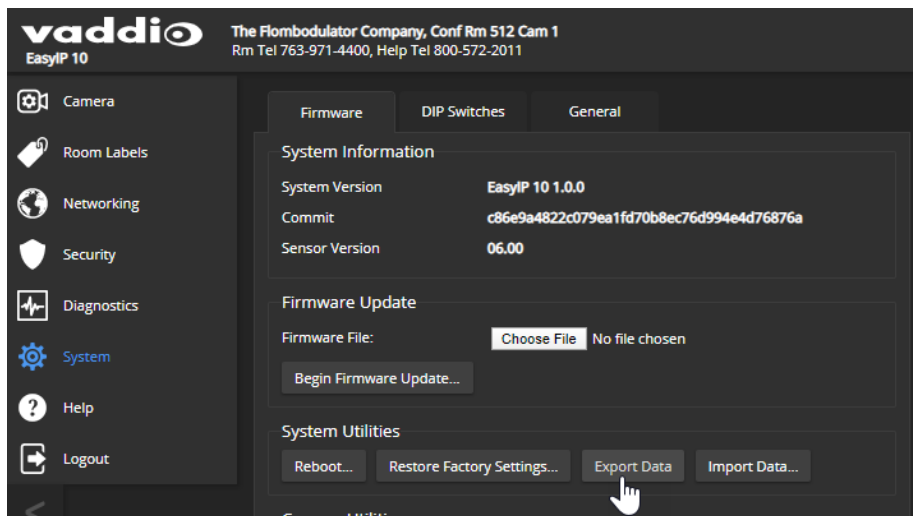 vaddio
EasyIP 10
The Flombodulator Company, Conf Rm 512 Cam 1
Rm Tel 763-971-4400, Help Tel 800-572-2011
Camera
Room Labels
Networking
Security
Diagnostics
System
Help
Logout
Firmware
DIP Switches
General
System Information
System Version
EasyIP 10 1.0.0
Commit
c86e9a4822c079ea1fd70b8ec76d994e4d76876a
Sensor Version
06.00
Firmware Update
Firmware File:
Choose File No file chosen
Begin Firmware Update...
System Utilities
Reboot...
Restore Factory Settings...
Export Data
Import Data...